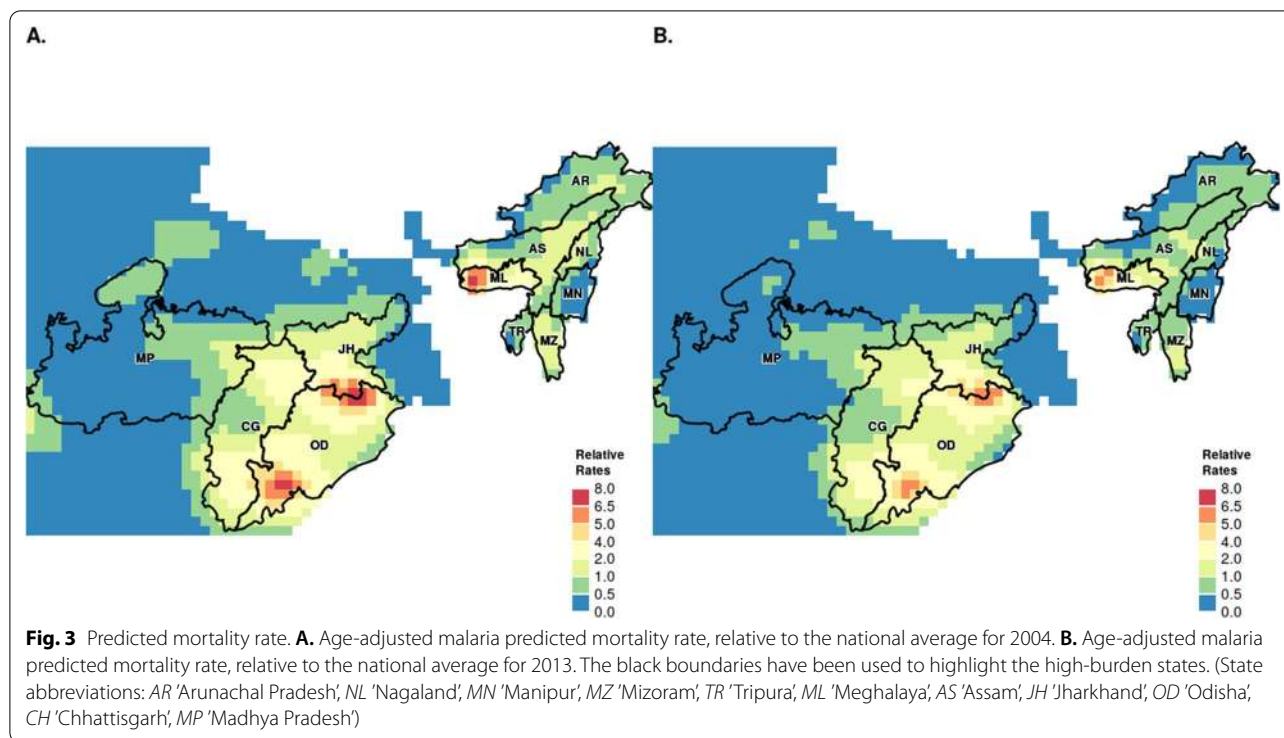 A.
B.
AR
AS
NL
ML
MN
TR
MZ
MP
JH
CG
OD
Relative
Rates
8.0
6.5
5.0
4.0
2.0
1.0
0.5
0.0
AR
AS
NL
ML
MN
TR
MZ
MP
JH
CG
OD
Relative
Rates
8.0
6.5
5.0
4.0
2.0
1.0
0.5
0.0
Fig. 3 Predicted mortality rate. A. Age-adjusted malaria predicted mortality rate, relative to the national average for 2004. B. Age-adjusted malaria
predicted mortality rate, relative to the national average for 2013. The black boundaries have been used to highlight the high-burden states. (State
abbreviations: AR 'Arunachal Pradesh', NL 'Nagaland', MN 'Manipur', MZ 'Mizoram', TR 'Tripura', ML 'Meghalaya', AS 'Assam', JH 'Jharkhand', OD 'Odisha',
CH 'Chhattisgarh', MP 'Madhya Pradesh')